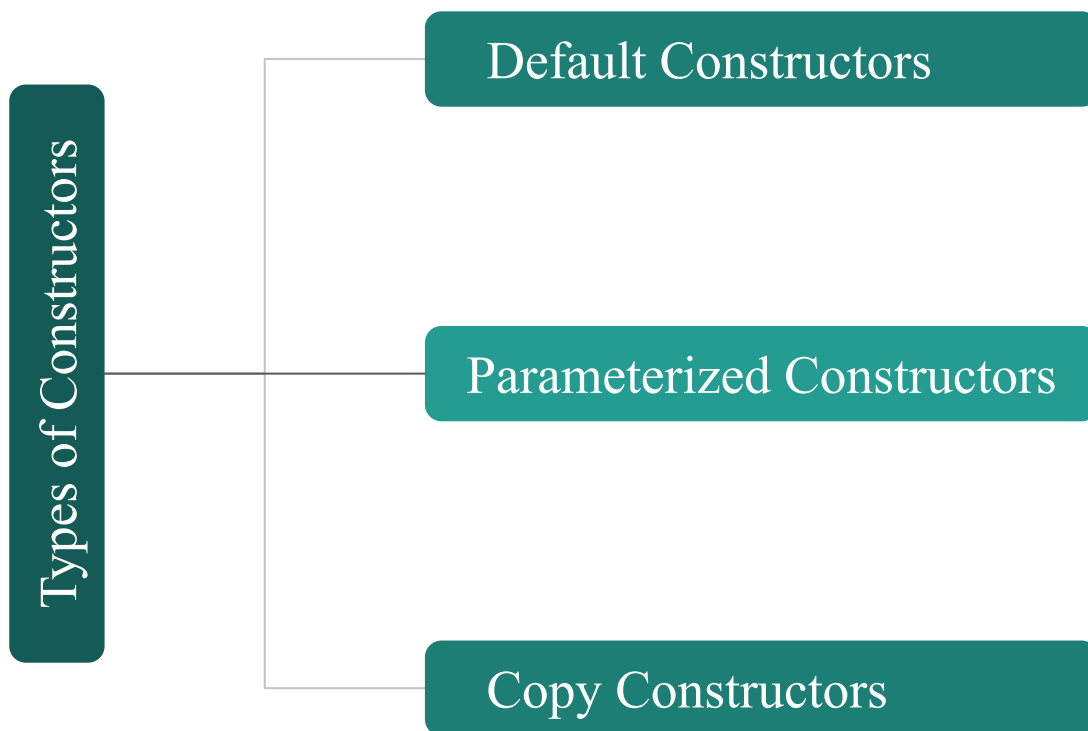 Types of Constructors
Default Constructors
Parameterized Constructors
Copy Constructors